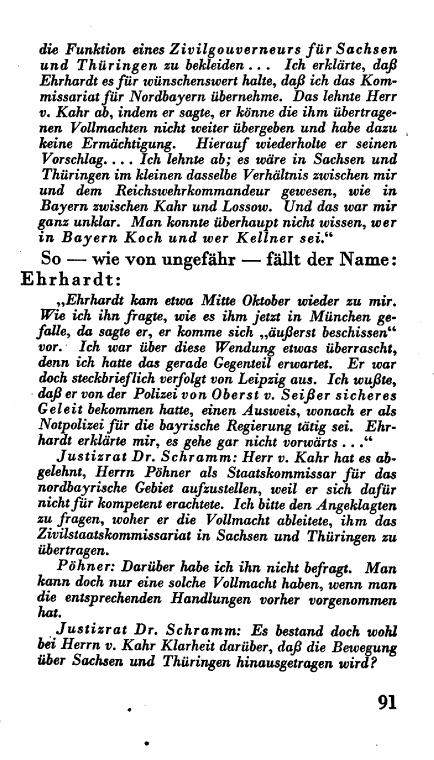 die Funktion eines Zivilgouverneurs für Sachsen
und Thüringen zu bekleiden... Ich erklärte, daß
Ehrhardt es für wünschenswert halte, daß ich das Kom-
missariat für Nordbayern übernehme. Das lehnte Herr
v. Kahr ab, indem er sagte, er könne die ihm übertrage-
nen Vollmachten nicht weiter übergeben und habe dazu
keine Ermächtigung. Hierauf wiederholte er seinen
Vorschlag.... Ich lehnte ab; es wäre in Sachsen und
Thüringen im kleinen dasselbe Verhältnis zwischen mir
und dem Reichswehrkommandeur gewesen, wie in
Bayern zwischen Kahr und Lossow. Und das war mir
ganz unklar. Man konnte überhaupt nicht wissen, wer
in Bayern Koch und wer Kellner sei.“
So — wie von ungefähr — fällt der Name:
Ehrhardt:
„Ehrhardt kam etwa Mitte Oktober wieder zu mir.
Wie ich ihn fragte, wie es ihm jetzt in München ge-
falle, da sagte er, er komme sich „äußerst beschissen“
vor. Ich war über diese Wendung etwas überrascht,
denn ich hatte das gerade Gegenteil erwartet. Er war
doch steckbrieflich verfolgt von Leipzig aus. Ich wußte,
daß er von der Polizei von Oberst v. Seißer sicheres
Geleit bekommen hatte, einen Ausweis, wonach er als
Notpolizei für die bayrische Regierung tätig sei. Ehr-
hardt erklärte mir, es gehe gar nicht vorwärts ...“
Justizrat Dr. Schramm: Herr v. Kahr hat es ab-
gelehnt, Herrn Pöhner als Staatskommissar für das
nordbayrische Gebiet aufzustellen, weil er sich dafür
nicht für kompetent erachtete. Ich bitte den Angeklagten
zu fragen, woher er die Vollmacht ableitete, ihm das
Zivilstaatskommissariat in Sachsen und Thüringen zu
übertragen.
Pöhner: Darüber habe ich ihn nicht befragt. Man
kann doch nur eine solche Vollmacht haben, wenn man
die entsprechenden Handlungen vorher vorgenommen
hat.
Justizrat Dr. Schramm: Es bestand doch wohl
bei Herrn v. Kahr Klarheit darüber, daß die Bewegung
über Sachsen und Thüringen hinausgetragen wird?
91